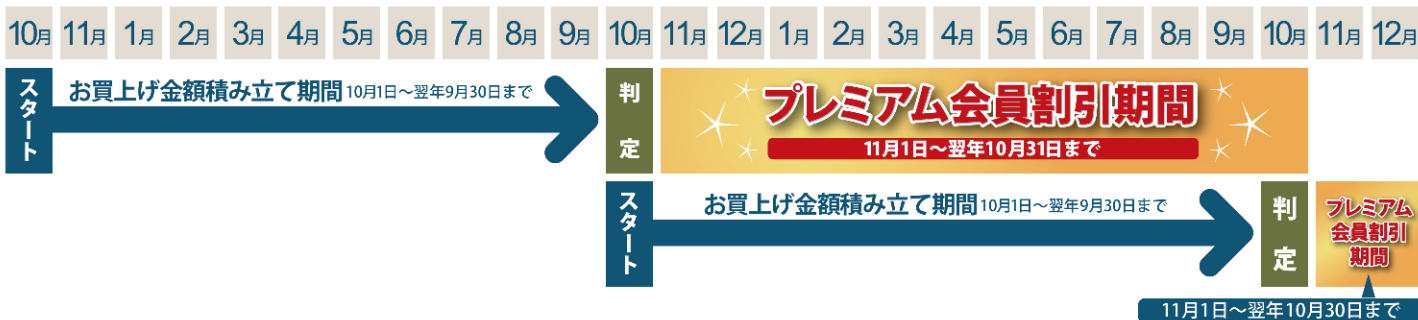 10月 11月 1月 2月 3月 4月 5月 6月 7月 8月 9月 10月 11月 12月 1月 2月 3月 4月 5月 6月 7月 8月 9月 10月 11月 12月
スタート
お買上げ金額積み立て期間 10月1日〜翌年9月30日まで
判定
プレミアム会員割引期間
11月1日〜翌年10月31日まで
スタート
お買上げ金額積み立て期間 10月1日〜翌年9月30日まで
判定
プレミアム
会員割引
期間
11月1日〜翌年10月30日まで